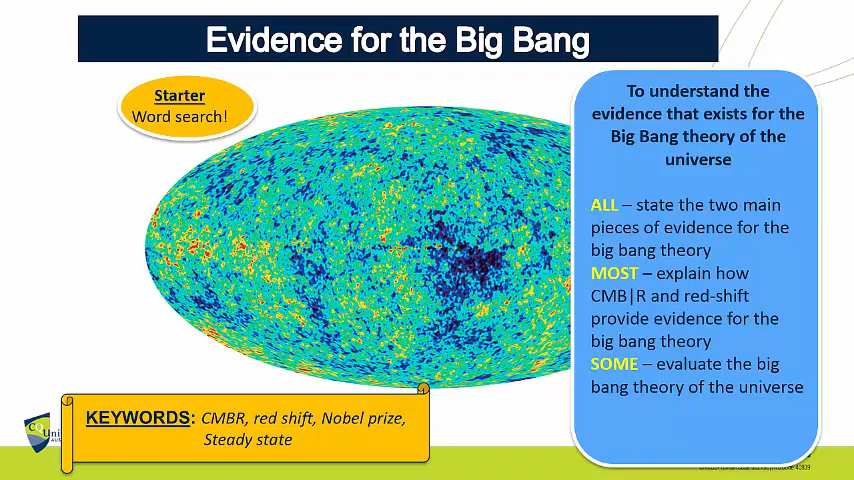 Evidence for the Big Bang
Starter
Word search!
To understand the
evidence that exists for the
Big Bang theory of the
universe
ALL – state the two main
pieces of evidence for the
big bang theory
MOST – explain how
CMB|R and red-shift
provide evidence for the
big bang theory
SOME – evaluate the big
bang theory of the universe
KEYWORDS: CMBR, red shift, Nobel prize,
Steady state
CQ